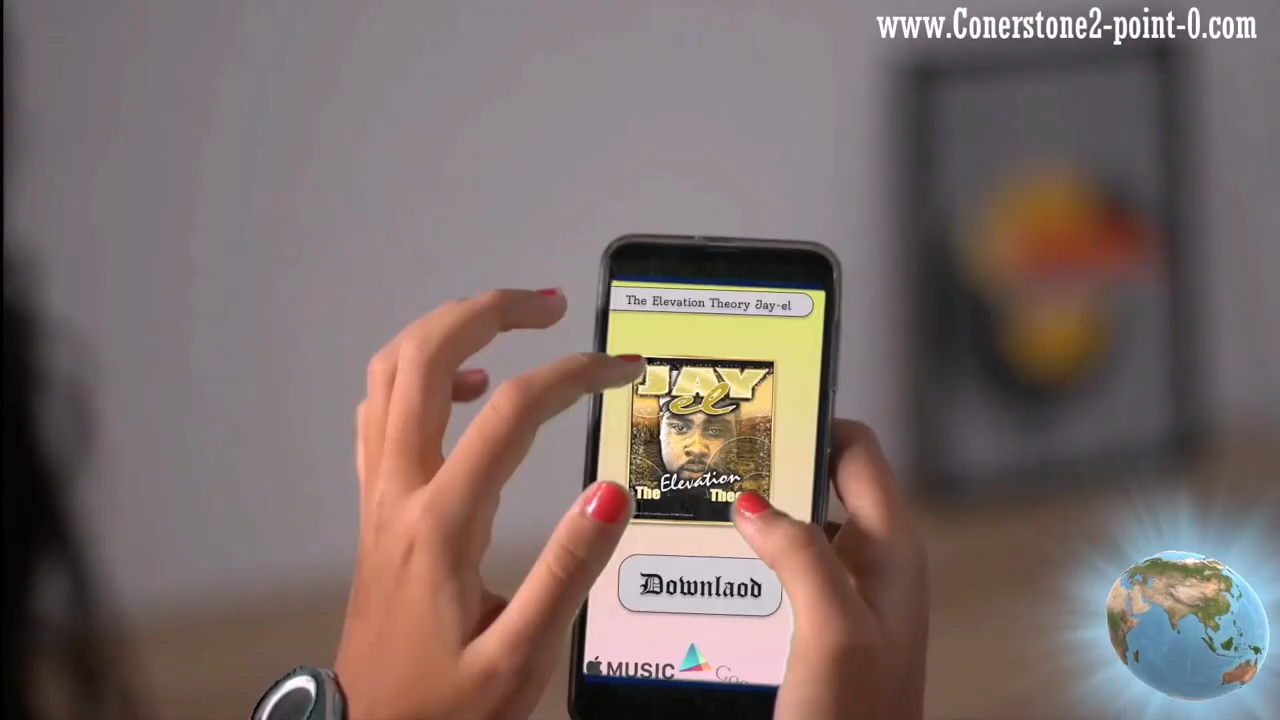 www.Conerstone2-point-0.com
The Elevation Theory Jay-el
JAY
el
Elevation
The
Downlaod
MUSIC